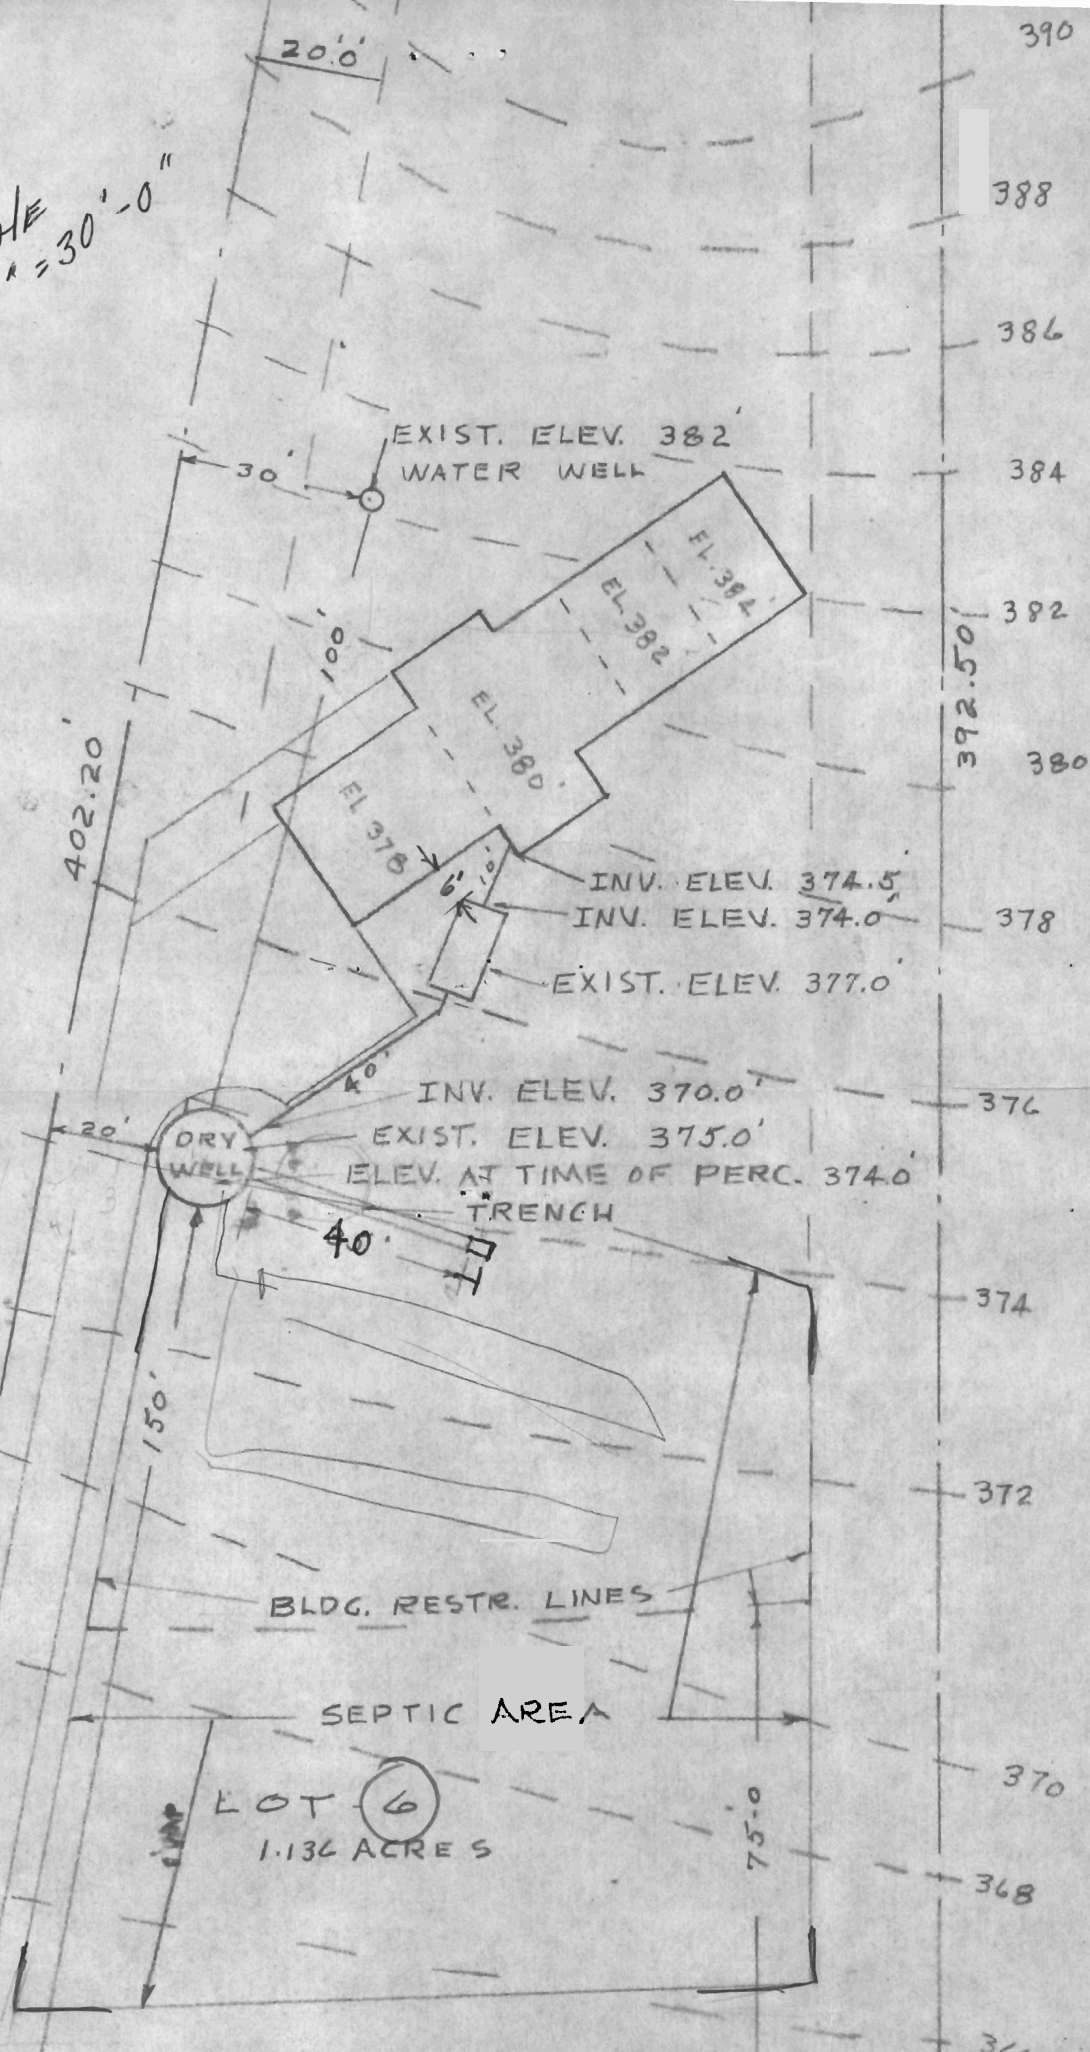 20'0'
390
388
" = 30'-0"
386
EXIST. ELEV. 382'
WATER WELL
30'
384
EL. 384'
EL. 382'
382
100'
392.50'
EL. 380'
380
402.20'
EL 378
6'
10'
INV. ELEV. 374.5'
INV. ELEV. 374.0'
378
EXIST. ELEV. 377.0'
40'
INV. ELEV. 370.0'
376
20'
DRY
WELL
EXIST. ELEV. 375.0'
ELEV. AT TIME OF PERC. 374.0'
TRENCH
40'
374
150'
372
BLDG. RESTR. LINES
SEPTIC AREA
370
LOT 6
1.136 ACRES
75'-0
368